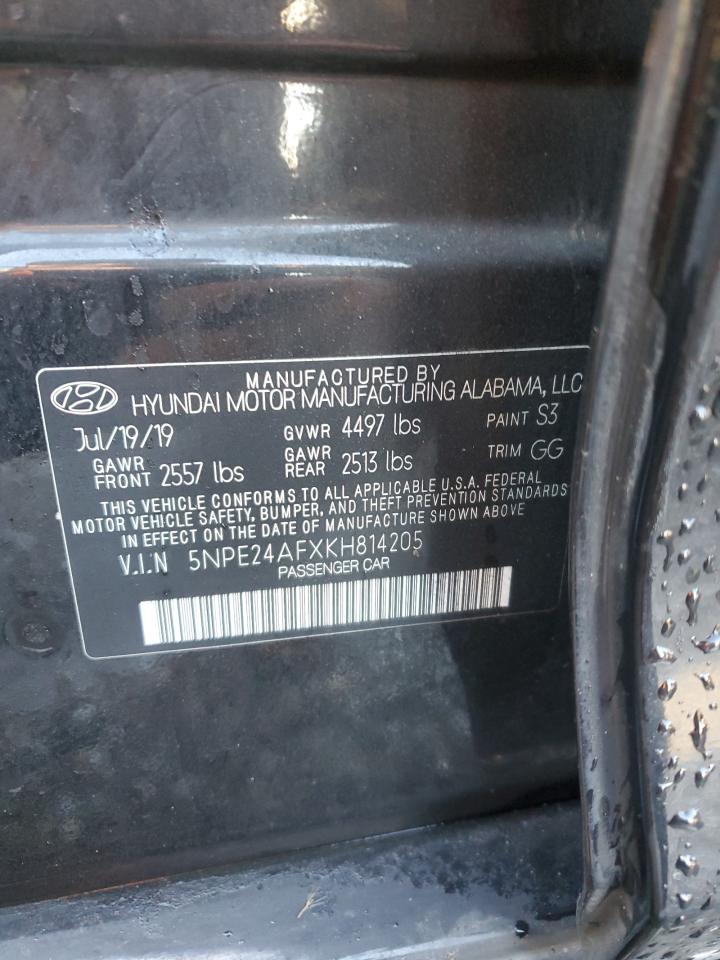 MANUFACTURED BY
HYUNDAI MOTOR MANUFACTURING ALABAMA, LLC
Jul/19/19 GVWR 4497 lbs PAINT S3
GAWR FRONT 2557 lbs GAWR REAR 2513 lbs TRIM GG
THIS VEHICLE CONFORMS TO ALL APPLICABLE U.S.A. FEDERAL
MOTOR VEHICLE SAFETY, BUMPER, AND THEFT PREVENTION STANDARDS
IN EFFECT ON THE DATE OF MANUFACTURE SHOWN ABOVE
V.I.N 5NPE24AFXKH814205
PASSENGER CAR